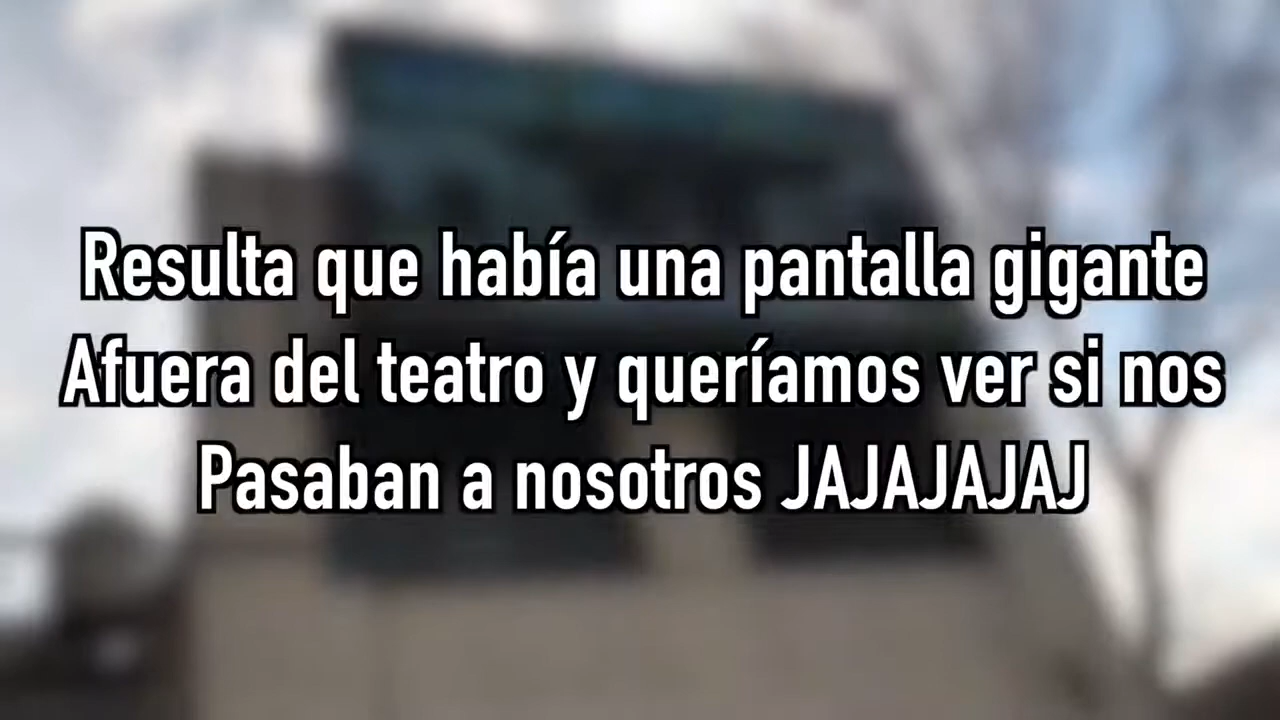 Resulta que había una pantalla gigante
Afuera del teatro y queríamos ver si nos
Pasaban a nosotros JAJAJAJAJ